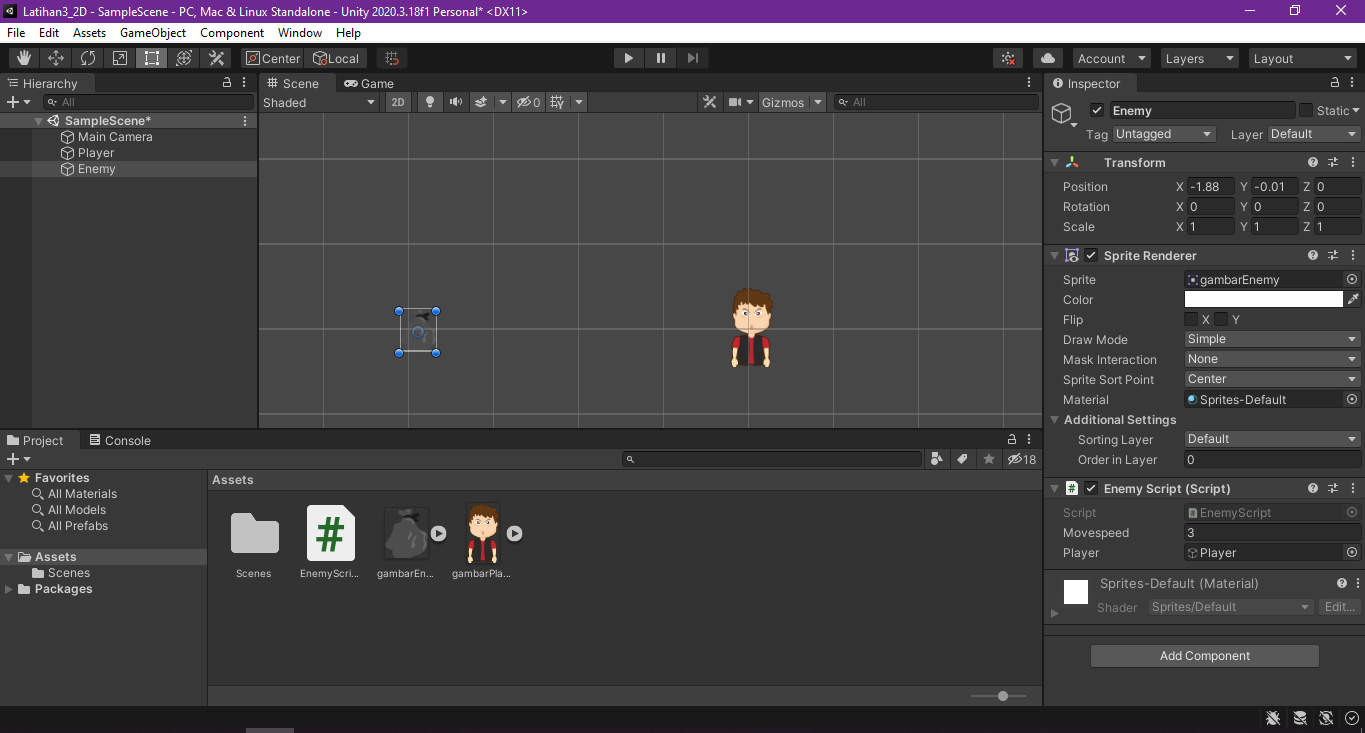 Latihan3_2D - SampleScene - PC, Mac & Linux Standalone - Unity 2020.3.18f1 Personal* <DX11>
File Edit Assets GameObject Component Window Help
Center Local Account Layers Layout
Hierarchy
All
SampleScene*
Main Camera
Player
Enemy
Scene Game
Shaded 2D 0 Gizmos All
Inspector
Enemy Static
Tag Untagged Layer Default
Transform
Position X -1.88 Y -0.01 Z 0
Rotation X 0 Y 0 Z 0
Scale X 1 Y 1 Z 1
Sprite Renderer
Sprite gambarEnemy
Color
Flip X Y
Draw Mode Simple
Mask Interaction None
Sprite Sort Point Center
Material Sprites-Default
Additional Settings
Sorting Layer Default
Order in Layer 0
Enemy Script (Script)
Script EnemyScript
Movespeed 3
Player Player
Sprites-Default (Material)
Shader Sprites/Default Edit...
Add Component
Project Console
18
Favorites
All Materials
All Models
All Prefabs
Assets
Scenes
Packages
Assets
Scenes EnemyScri... gambarEn... gambarPla...